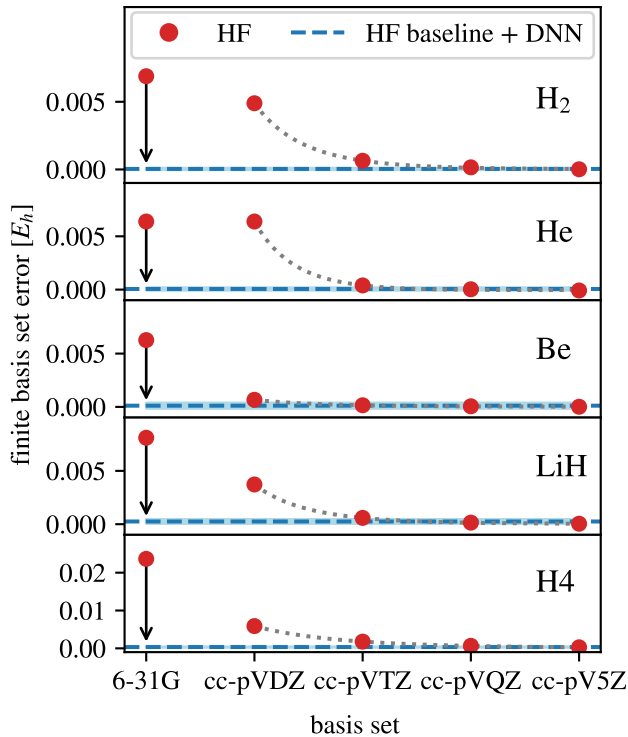 HF
HF baseline + DNN
finite basis set error [E_h]
0.005
0.000
H₂
0.005
0.000
He
0.005
0.000
Be
0.005
0.000
LiH
0.02
0.01
0.00
H4
6-31G
cc-pVDZ
cc-pVTZ
cc-pVQZ
cc-pV5Z
basis set